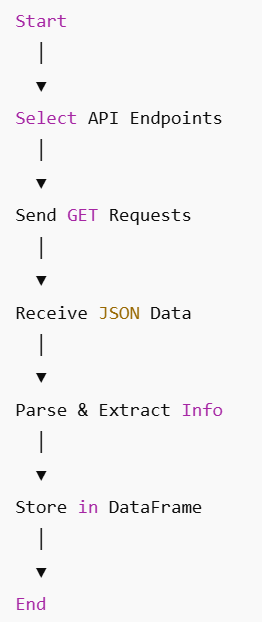 Start
│
▼
Select API Endpoints
│
▼
Send GET Requests
│
▼
Receive JSON Data
│
▼
Parse & Extract Info
│
▼
Store in DataFrame
│
▼
End